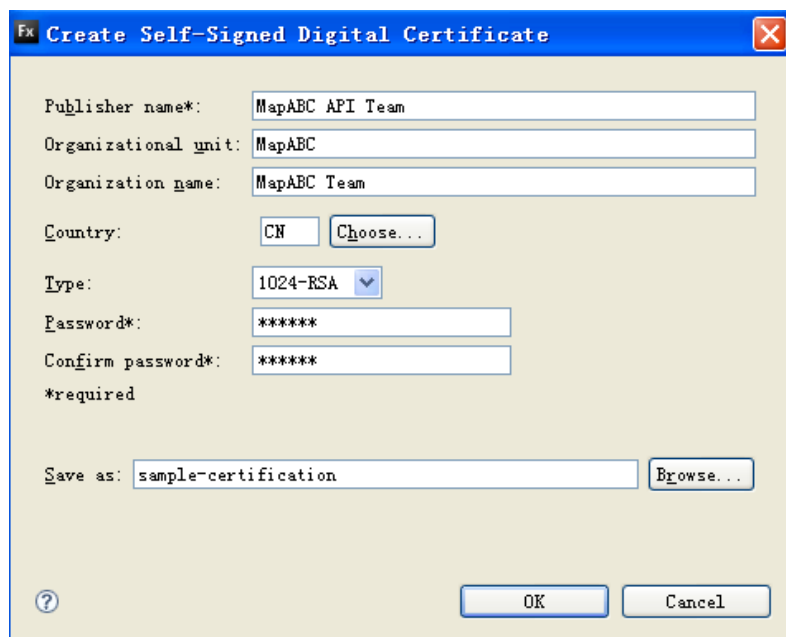 Fx Create Self-Signed Digital Certificate
Publisher name*: MapABC API Team
Organizational unit: MapABC
Organization name: MapABC Team
Country: CN Choose...
Type: 1024-RSA
Password*: ******
Confirm password*: ******
*required
Save as: sample-certification Browse...
? OK Cancel